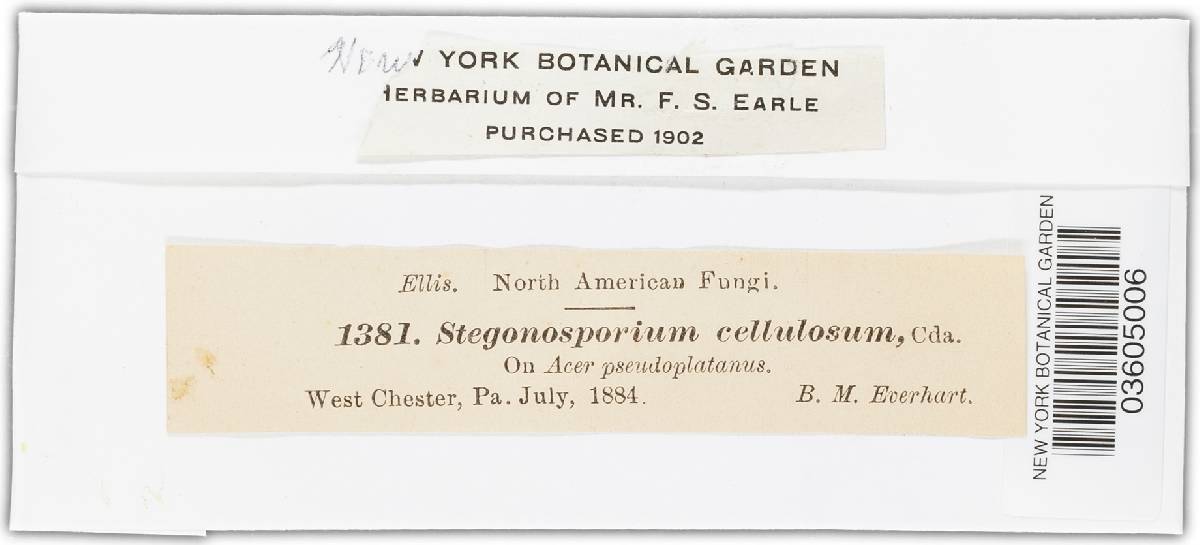 New YORK BOTANICAL GARDEN
HERBARIUM OF MR. F. S. EARLE
PURCHASED 1902
Ellis. North American Fungi.
1381. Stegonosporium cellulosum, Cda.
On Acer pseudoplatanus.
West Chester, Pa. July, 1884. B. M. Everhart.
NEW YORK BOTANICAL GARDEN
03605006